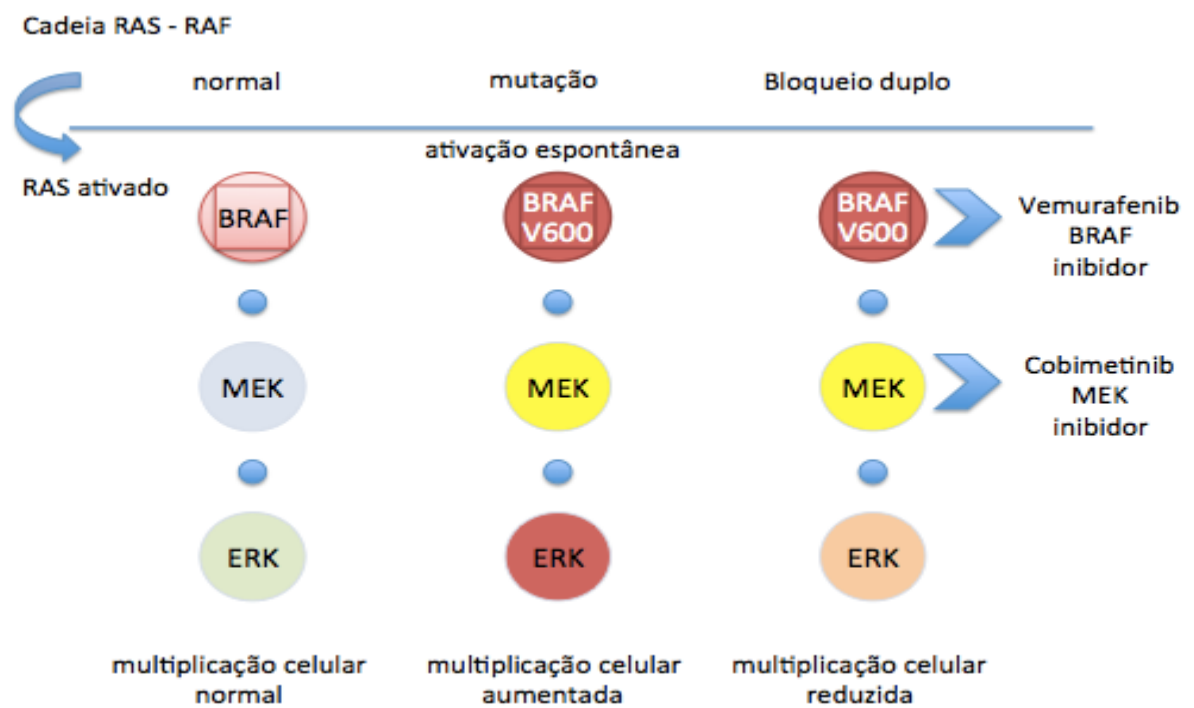 Cadeia RAS - RAF
normal
mutação
Bloqueio duplo
ativação espontânea
RAS ativado
BRAF
BRAF
V600
BRAF
V600
Vemurafenib
BRAF
inibidor
MEK
MEK
MEK
Cobimetinib
MEK
inibidor
ERK
ERK
ERK
multiplicação celular
normal
multiplicação celular
aumentada
multiplicação celular
reduzida